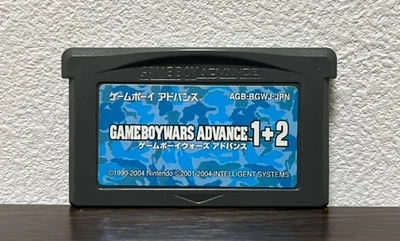 GAME BOY ADVANCE
ゲームボーイ アドバンス
AGB-BGWJ-JPN
GAMEBOYWARS ADVANCE 1+2
ゲームボーイウォーズ アドバンス
©1990-2004 Nintendo ©2001-2004 INTELLIGENT SYSTEMS